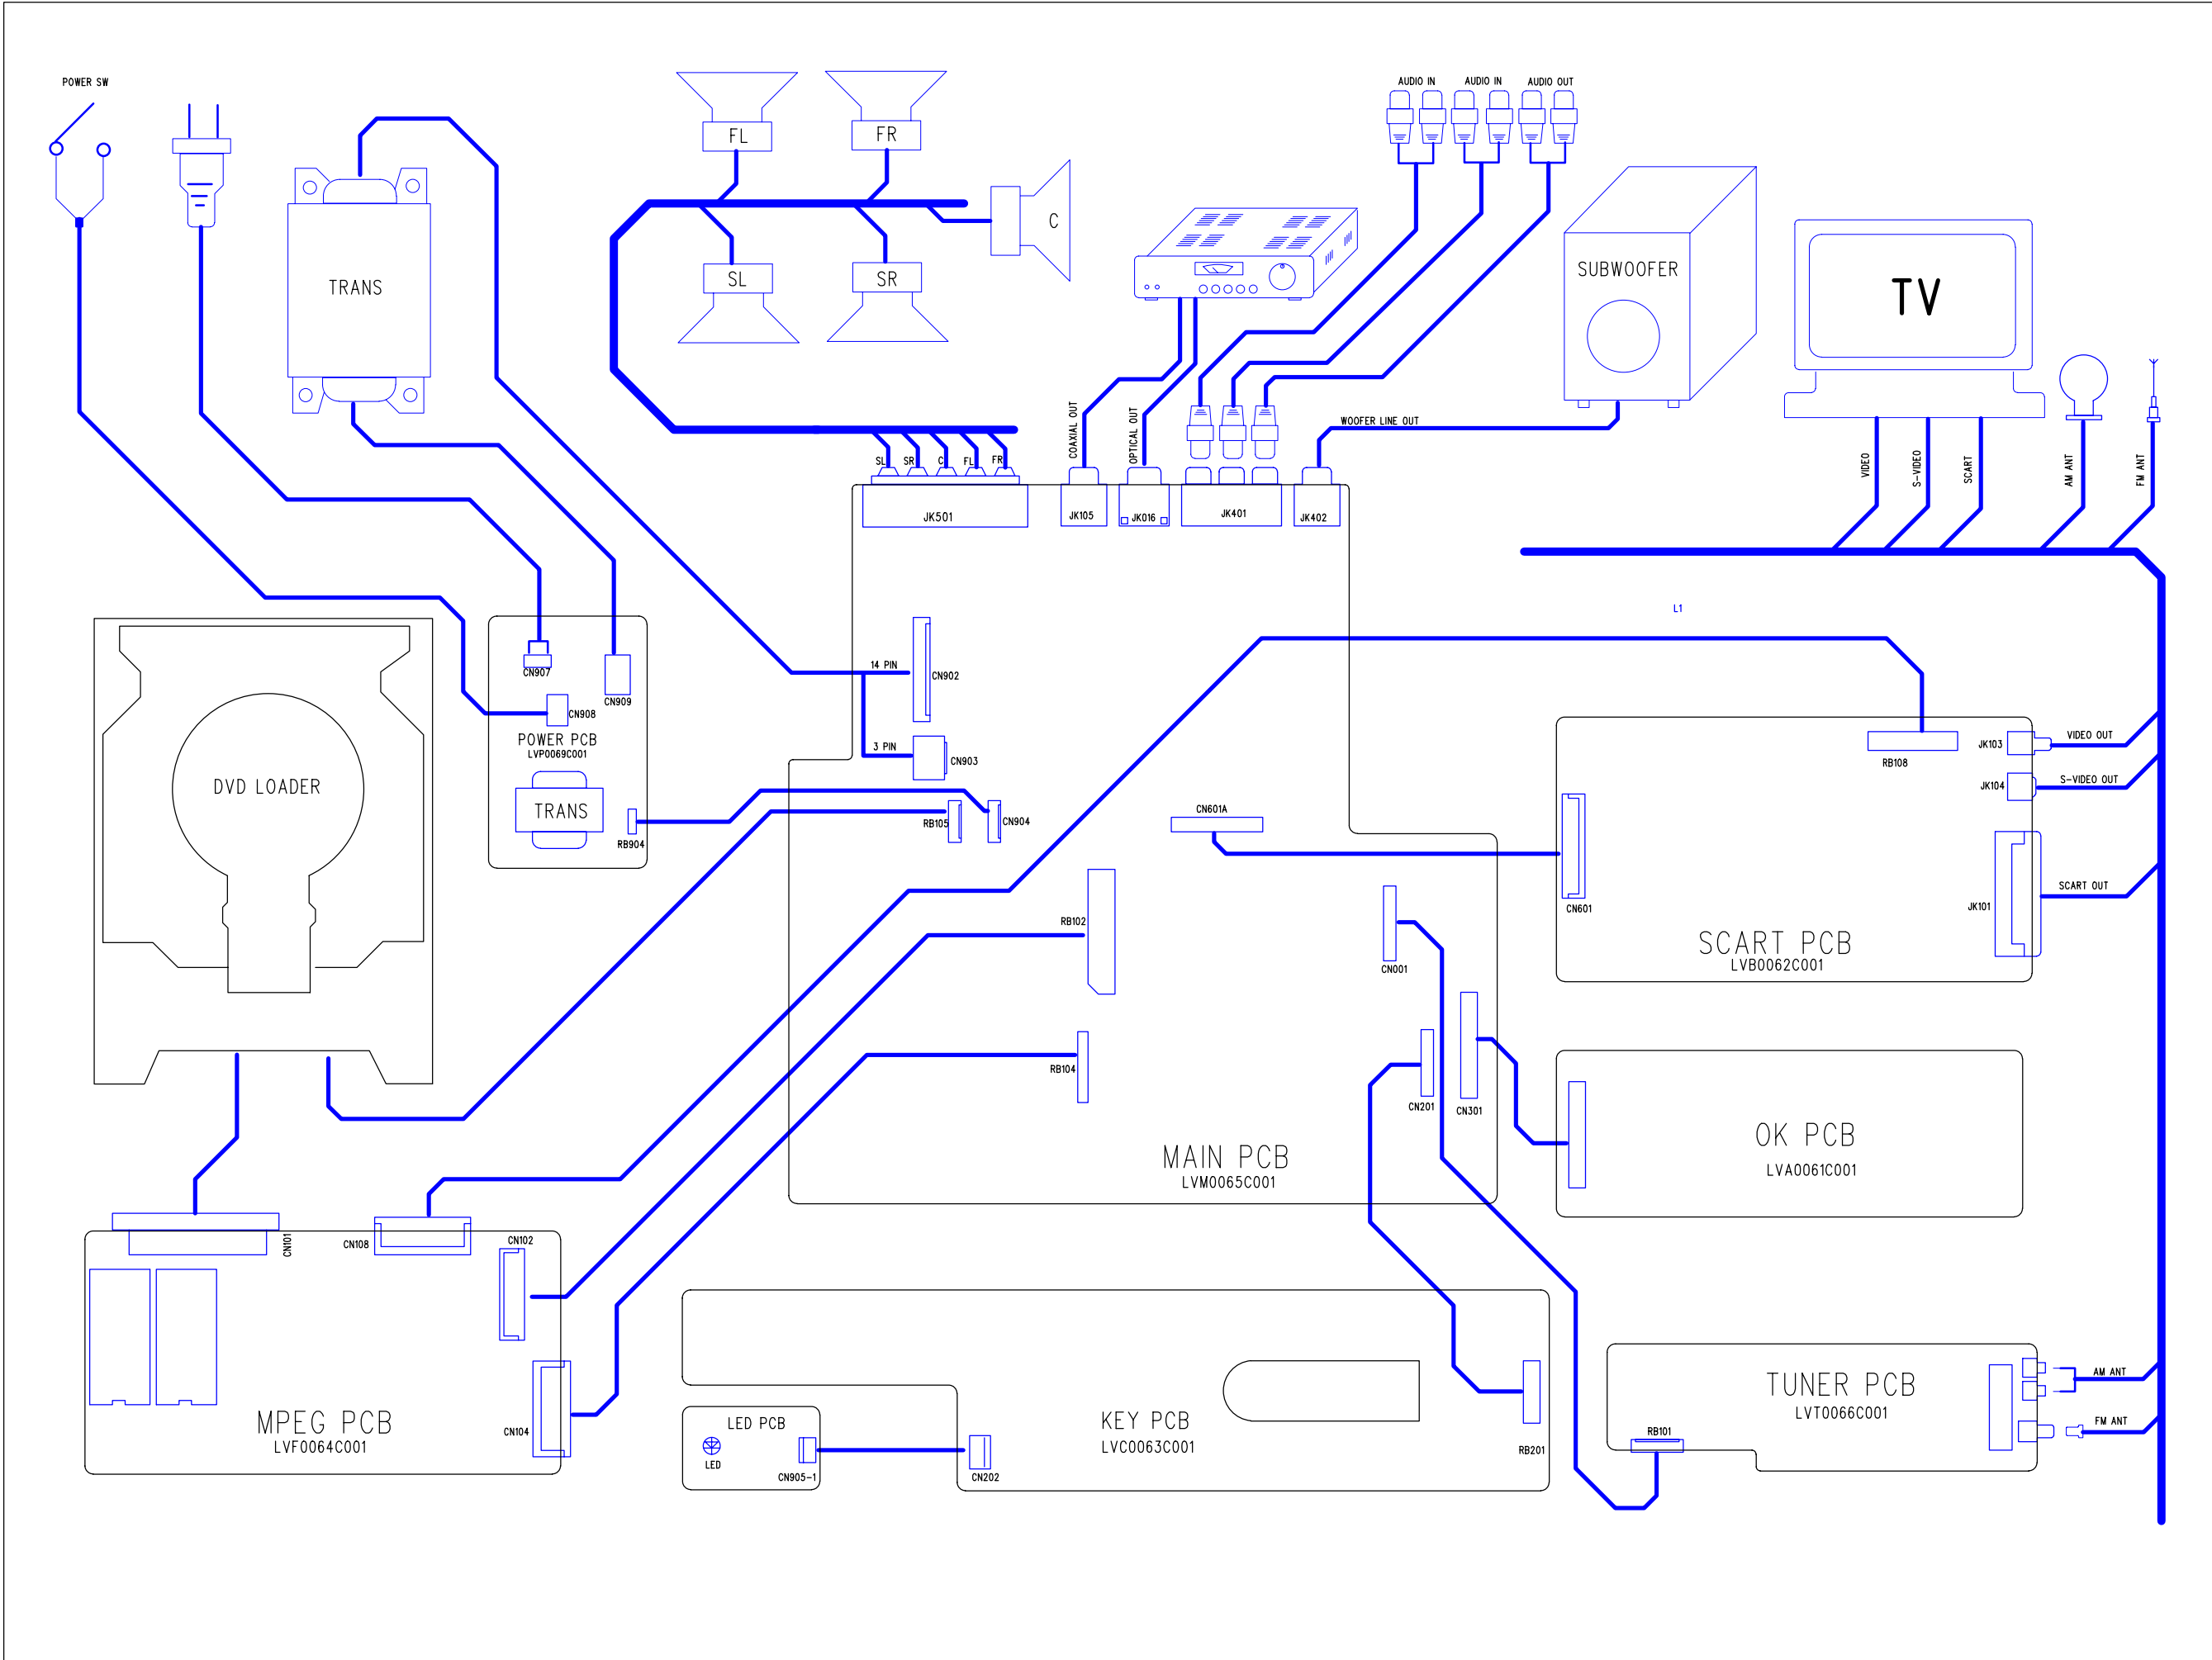 POWER SW
AUDIO IN
AUDIO IN
AUDIO OUT
FL
FR
C
SL
SR
TRANS
SUBWOOFER
TV
COAXIAL OUT
OPTICAL OUT
WOOFER LINE OUT
VIDEO
S-VIDEO
SCART
AM ANT
FM ANT
SL
SR
C
FL
FR
JK501
JK105
JK016
JK401
JK402
L1
14 PIN
CN902
CN907
CN909
CN908
POWER PCB
LVP0069C001
3 PIN
CN903
DVD LOADER
TRANS
RB904
RB105
CN904
CN601A
RB108
JK103
VIDEO OUT
JK104
S-VIDEO OUT
SCART OUT
JK101
CN601
RB102
CN001
SCART PCB
LVB0062C001
RB104
CN201
CN301
MAIN PCB
LVM0065C001
OK PCB
LVA0061C001
CN101
CN108
CN102
MPEG PCB
LVF0064C001
CN104
LED PCB
LED
CN905-1
CN202
KEY PCB
LVC0063C001
RB201
TUNER PCB
LVT0066C001
RB101
AM ANT
FM ANT